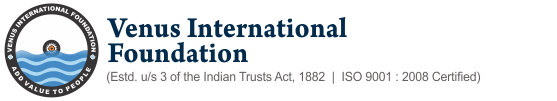 VENUS INTERNATIONAL FOUNDATION
ADD VALUE TO PEOPLE
Venus International
Foundation
(Estd. u/s 3 of the Indian Trusts Act, 1882 | ISO 9001 : 2008 Certified)